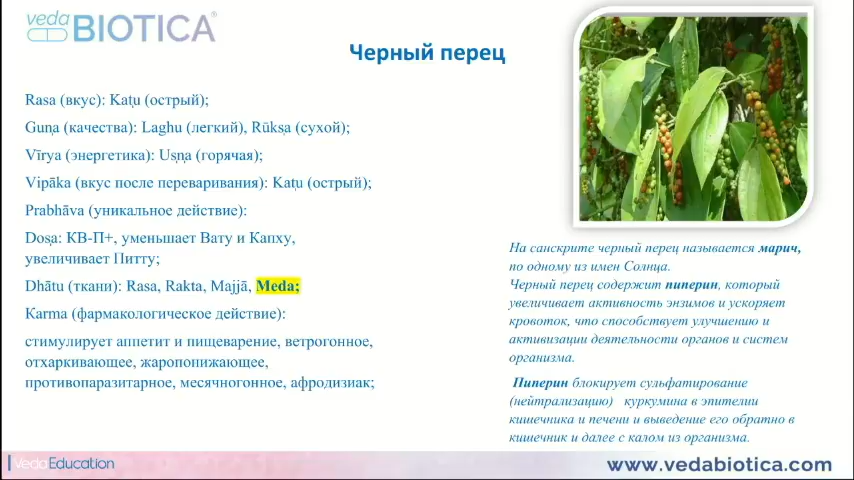 veda
BIOTICA®
Черный перец
Rasa (вкус): Kaṭu (острый);
Guṇa (качества): Laghu (легкий), Rūkṣa (сухой);
Vīrya (энергетика): Uṣṇa (горячая);
Vipāka (вкус после переваривания): Kaṭu (острый);
Prabhāva (уникальное действие):
Doṣa: КВ-П+, уменьшает Вату и Капху,
увеличивает Питту;
Dhātu (ткани): Rasa, Rakta, Majjā, Meda;
Karma (фармакологическое действие):
стимулирует аппетит и пищеварение, ветрогонное,
отхаркивающее, жаропонижающее,
противопаразитарное, месячногонное, афродизиак;
На санскрите черный перец называется марич,
по одному из имен Солнца.
Черный перец содержит пиперин, который
увеличивает активность энзимов и ускоряет
кровоток, что способствует улучшению и
активизации деятельности органов и систем
организма.
Пиперин блокирует сульфатирование
(нейтрализацию) куркумина в эпителии
кишечника и печени и выведение его обратно в
кишечник и далее с калом из организма.
Veda Education
www.vedabiotica.com